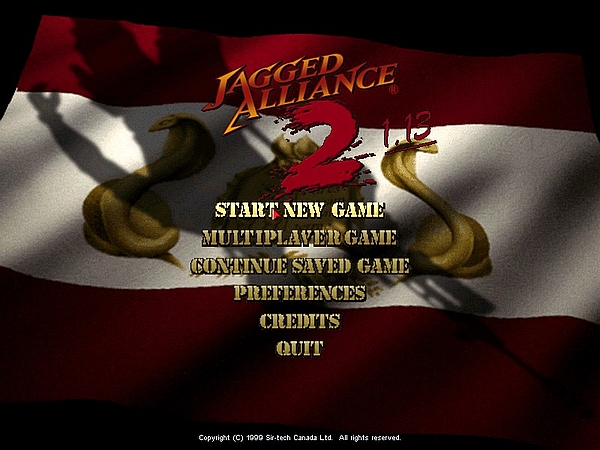 JAGGED
ALLIANCE ®
2 1.13
START NEW GAME
MULTIPLAYER GAME
CONTINUE SAVED GAME
PREFERENCES
CREDITS
QUIT
Copyright (C) 1999 Sir-tech Canada Ltd. All rights reserved.